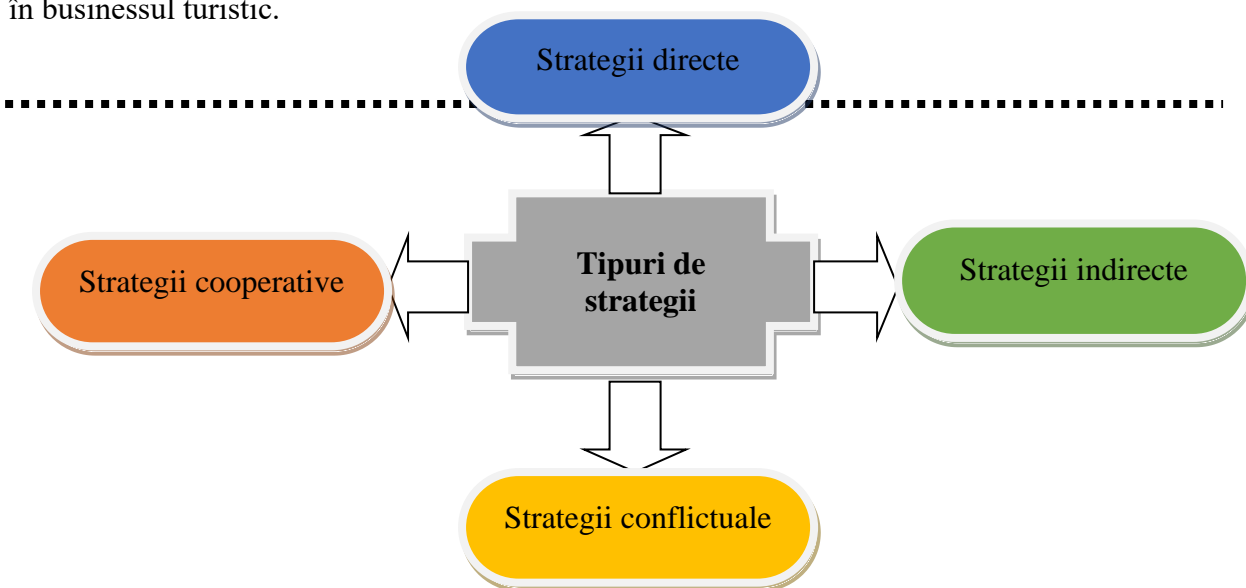 în businessul turistic.
Strategii directe
Strategii cooperative
Tipuri de
strategii
Strategii indirecte
Strategii conflictuale